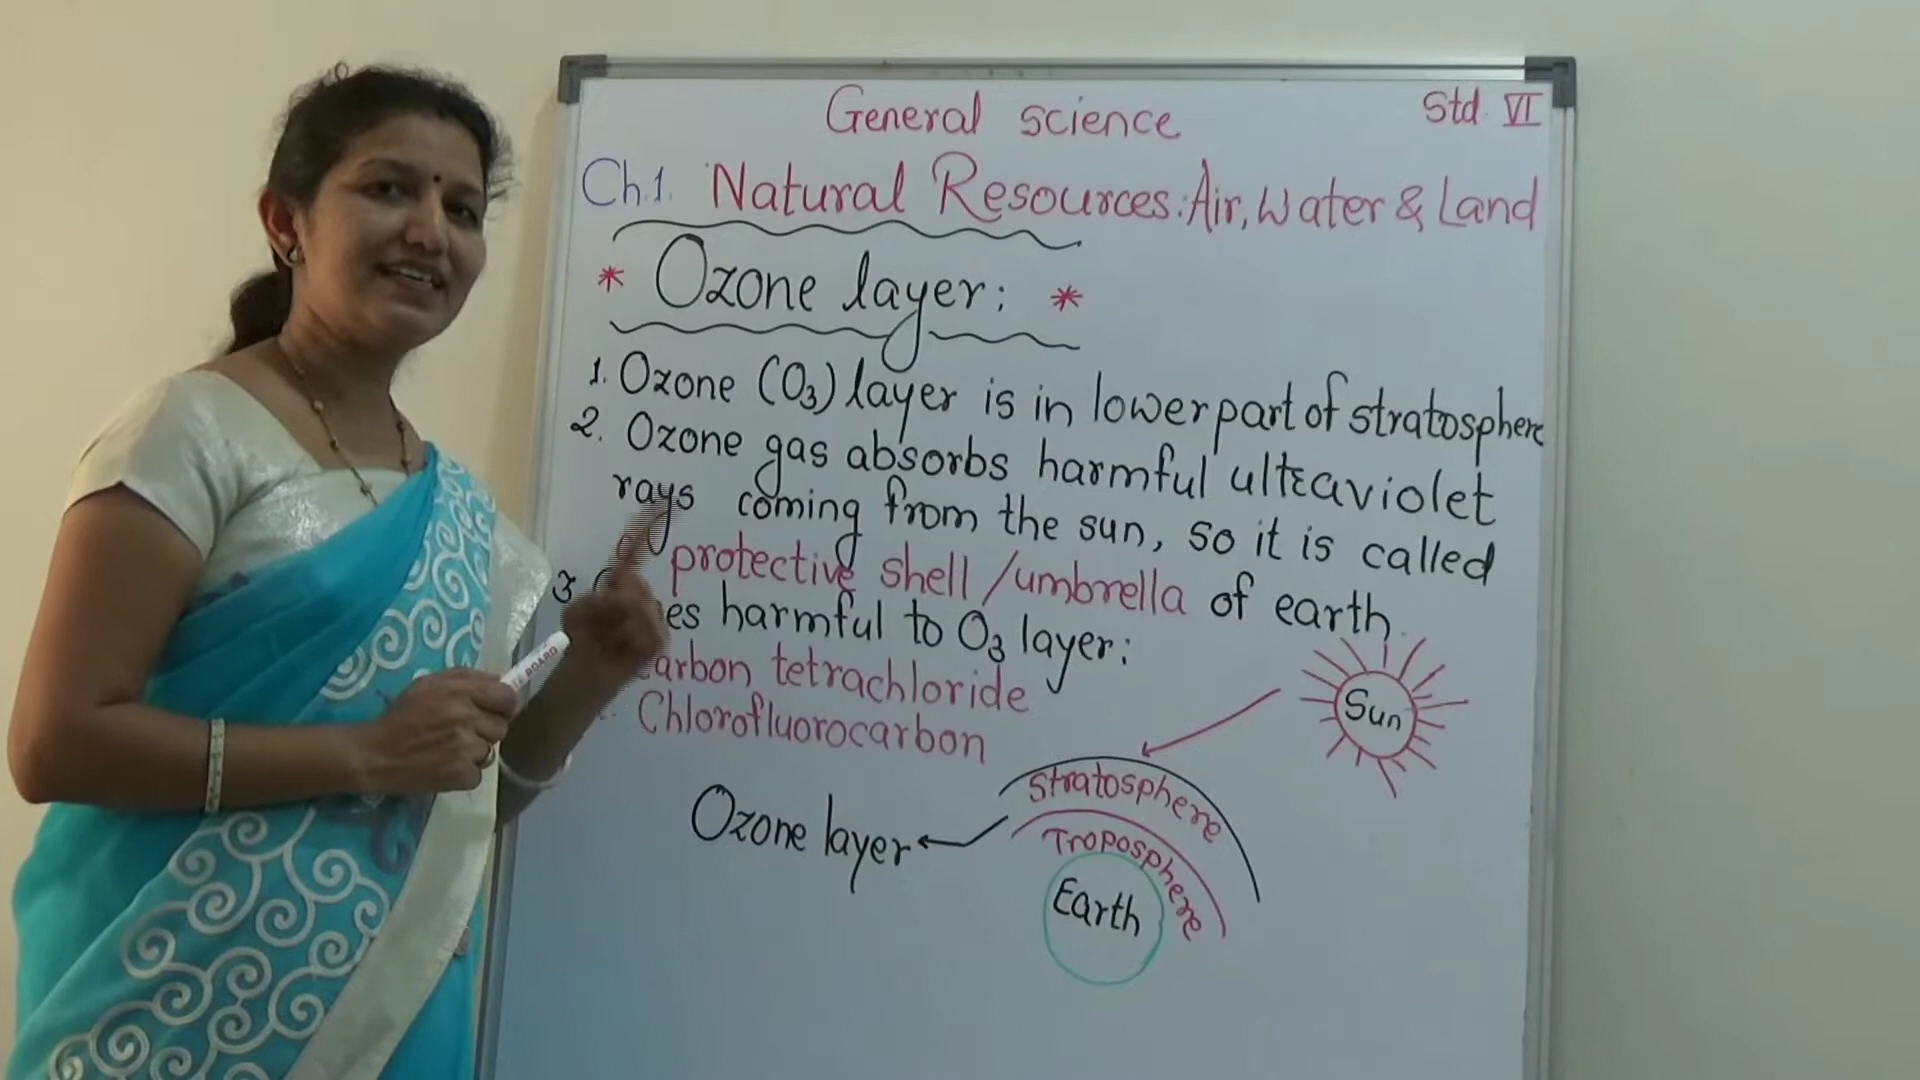 General science
Std. VI
Ch.1. Natural Resources: Air, Water & Land
* Ozone layer: *
1. Ozone (O3) layer is in lower part of stratosphere
2. Ozone gas absorbs harmful ultraviolet
rays coming from the sun, so it is called
protective shell / umbrella of earth.
3. harmful to O3 layer:
arbon tetrachloride
Chlorofluorocarbon
Sun
Stratosphere
Troposphere
Ozone layer
Earth
BOARD